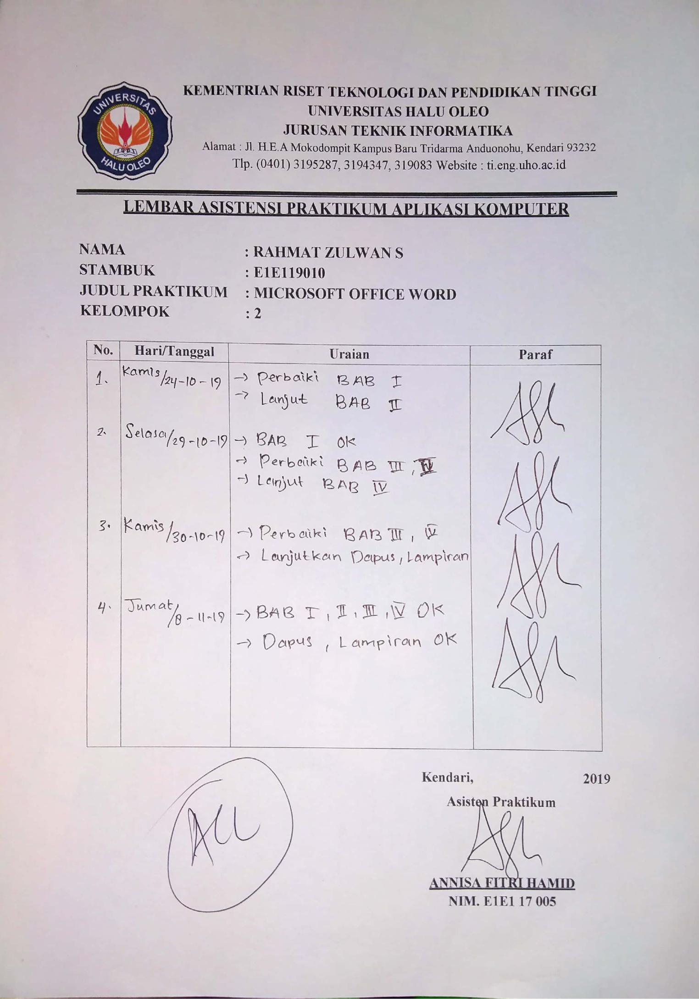 UNIVERSITAS
HALU OLEO
KEMENTRIAN RISET TEKNOLOGI DAN PENDIDIKAN TINGGI
UNIVERSITAS HALU OLEO
JURUSAN TEKNIK INFORMATIKA
Alamat : Jl. H.E.A Mokodompit Kampus Baru Tridarma Anduonohu, Kendari 93232
Tlp. (0401) 3195287, 3194347, 319083 Website : ti.eng.uho.ac.id
LEMBAR ASISTENSI PRAKTIKUM APLIKASI KOMPUTER
NAMA : RAHMAT ZULWAN S
STAMBUK : E1E119010
JUDUL PRAKTIKUM : MICROSOFT OFFICE WORD
KELOMPOK : 2
No. Hari/Tanggal Uraian Paraf
1. Kamis/24-10-19 → Perbaiki BAB I
→ Lanjut BAB II
2. Selasa/29-10-19 → BAB I OK
→ Perbaiki BAB III,
→ Lanjut BAB IV
3. Kamis/30-10-19 → Perbaiki BAB III, IV
→ Lanjutkan Dapus, Lampiran
4. Jumat/8-11-19 → BAB I, II, III, IV OK
→ Dapus, Lampiran OK
Kendari, 2019
Asisten Praktikum
ACC
ANNISA FITRI HAMID
NIM. E1E1 17 005